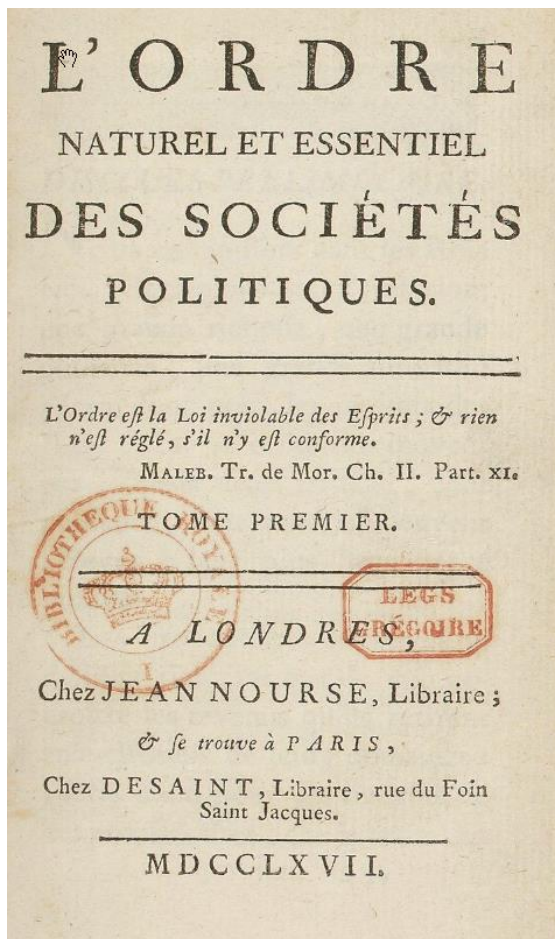 L'ORDRE
NATUREL ET ESSENTIEL
DES SOCIÉTÉS
POLITIQUES.
L'Ordre eſt la Loi inviolable des Eſprits ; & rien
n'eſt réglé, s'il n'y eſt conforme.
MALEB. Tr. de Mor. Ch. II. Part. XI.
TOME PREMIER.
BIBLIOTHEQUE ROYALE
I
LEGS
GRÉGOIRE
A LONDRES,
Chez JEAN NOURSE, Libraire ;
& ſe trouve à PARIS,
Chez DESAINT, Libraire, rue du Foin
Saint Jacques.
MDCCLXVII.